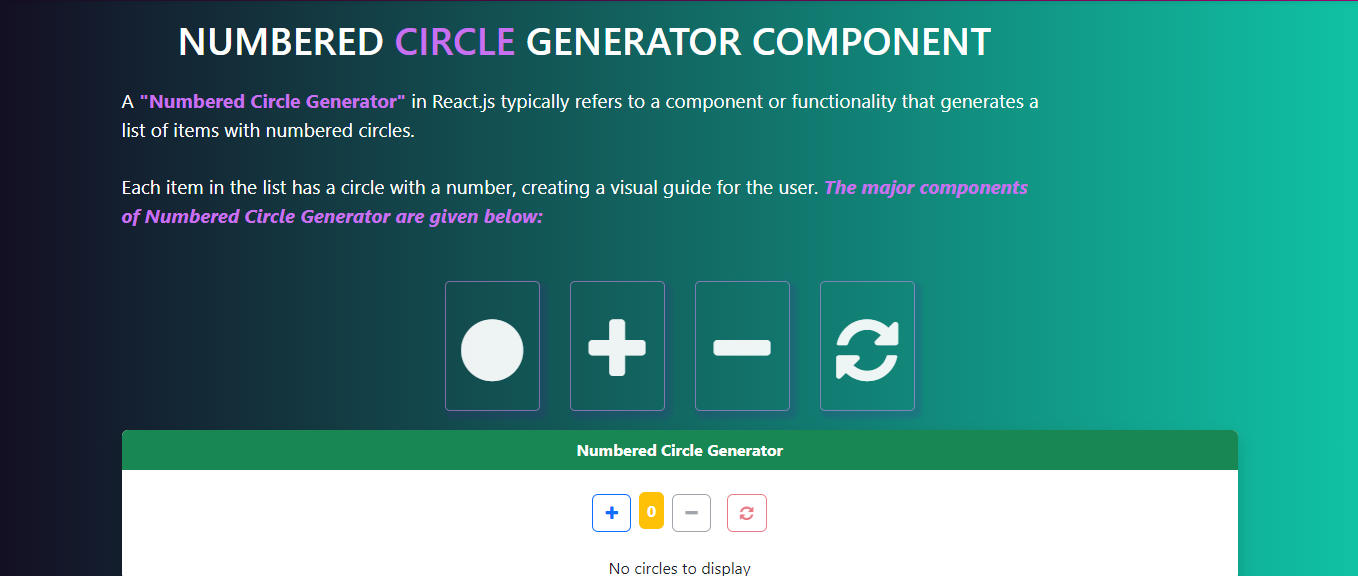 NUMBERED CIRCLE GENERATOR COMPONENT
A "Numbered Circle Generator" in React.js typically refers to a component or functionality that generates a
list of items with numbered circles.
Each item in the list has a circle with a number, creating a visual guide for the user. The major components
of Numbered Circle Generator are given below:
Numbered Circle Generator
0
No circles to display